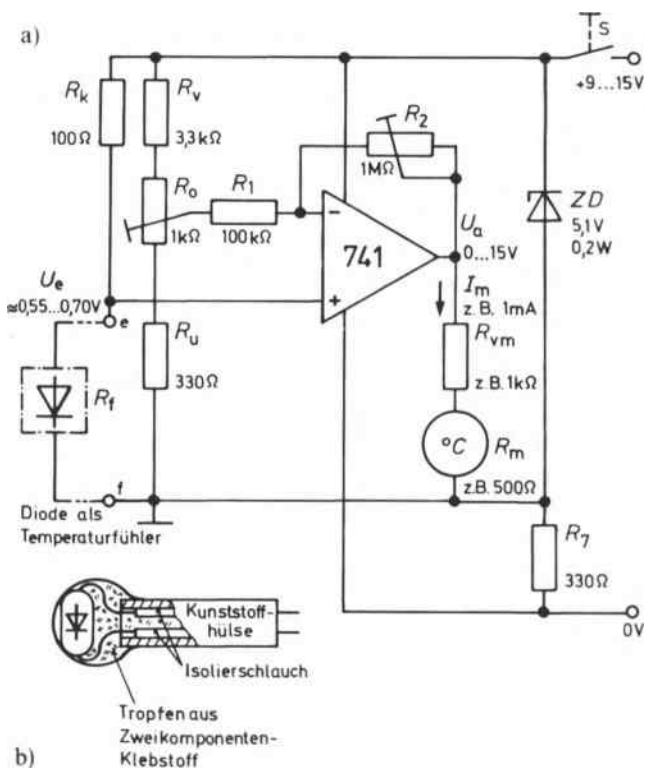 a)
S
+9...15V
Rk
100Ω
Rv
3,3kΩ
Ro
1kΩ
R1
100kΩ
R2
1MΩ
741
−
+
Ua
0...15V
ZD
5,1V
0,2W
Ue
≈0,55...0,70V
e
Im
z.B. 1mA
Rvm
z.B.1kΩ
Ru
330Ω
Rf
°C
Rm
z.B.500Ω
f
Diode als
Temperaturfühler
R7
330Ω
0V
Kunststoff-
hülse
Isolierschlauch
Tropfen aus
Zweikomponenten-
Klebstoff
b)